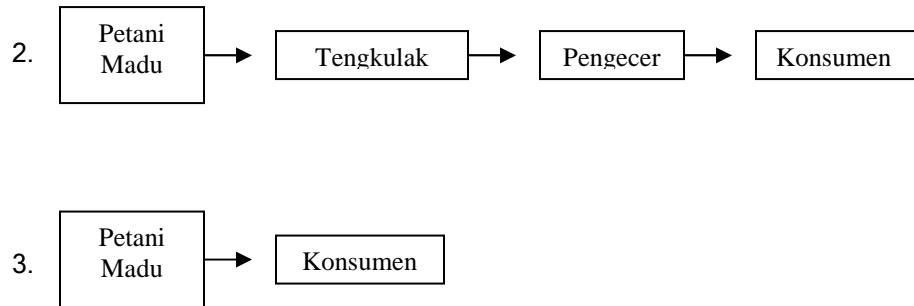 2. Petani
Madu
Tengkulak
Pengecer
Konsumen
3. Petani
Madu
Konsumen